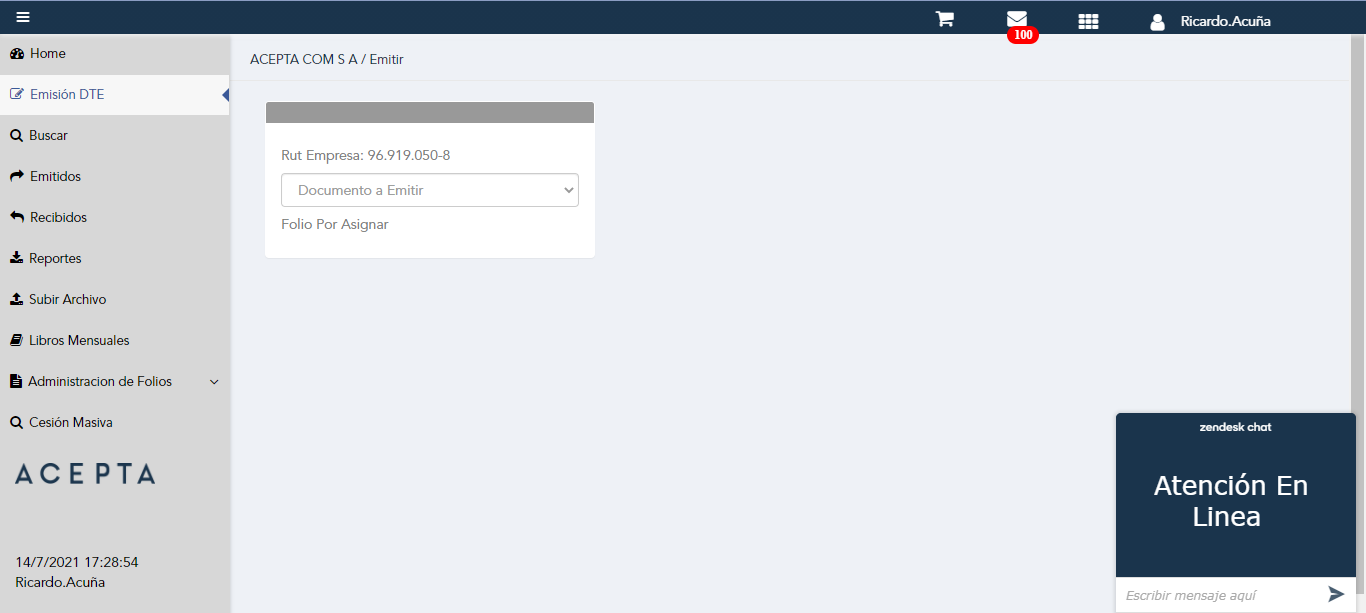 Ricardo.Acuña
100
Home
Emisión DTE
Buscar
Emitidos
Recibidos
Reportes
Subir Archivo
Libros Mensuales
Administracion de Folios
Cesión Masiva
ACEPTA
14/7/2021 17:28:54
Ricardo.Acuña
ACEPTA COM S A / Emitir
Rut Empresa: 96.919.050-8
Documento a Emitir
Folio Por Asignar
zendesk chat
Atención En
Linea
Escribir mensaje aquí